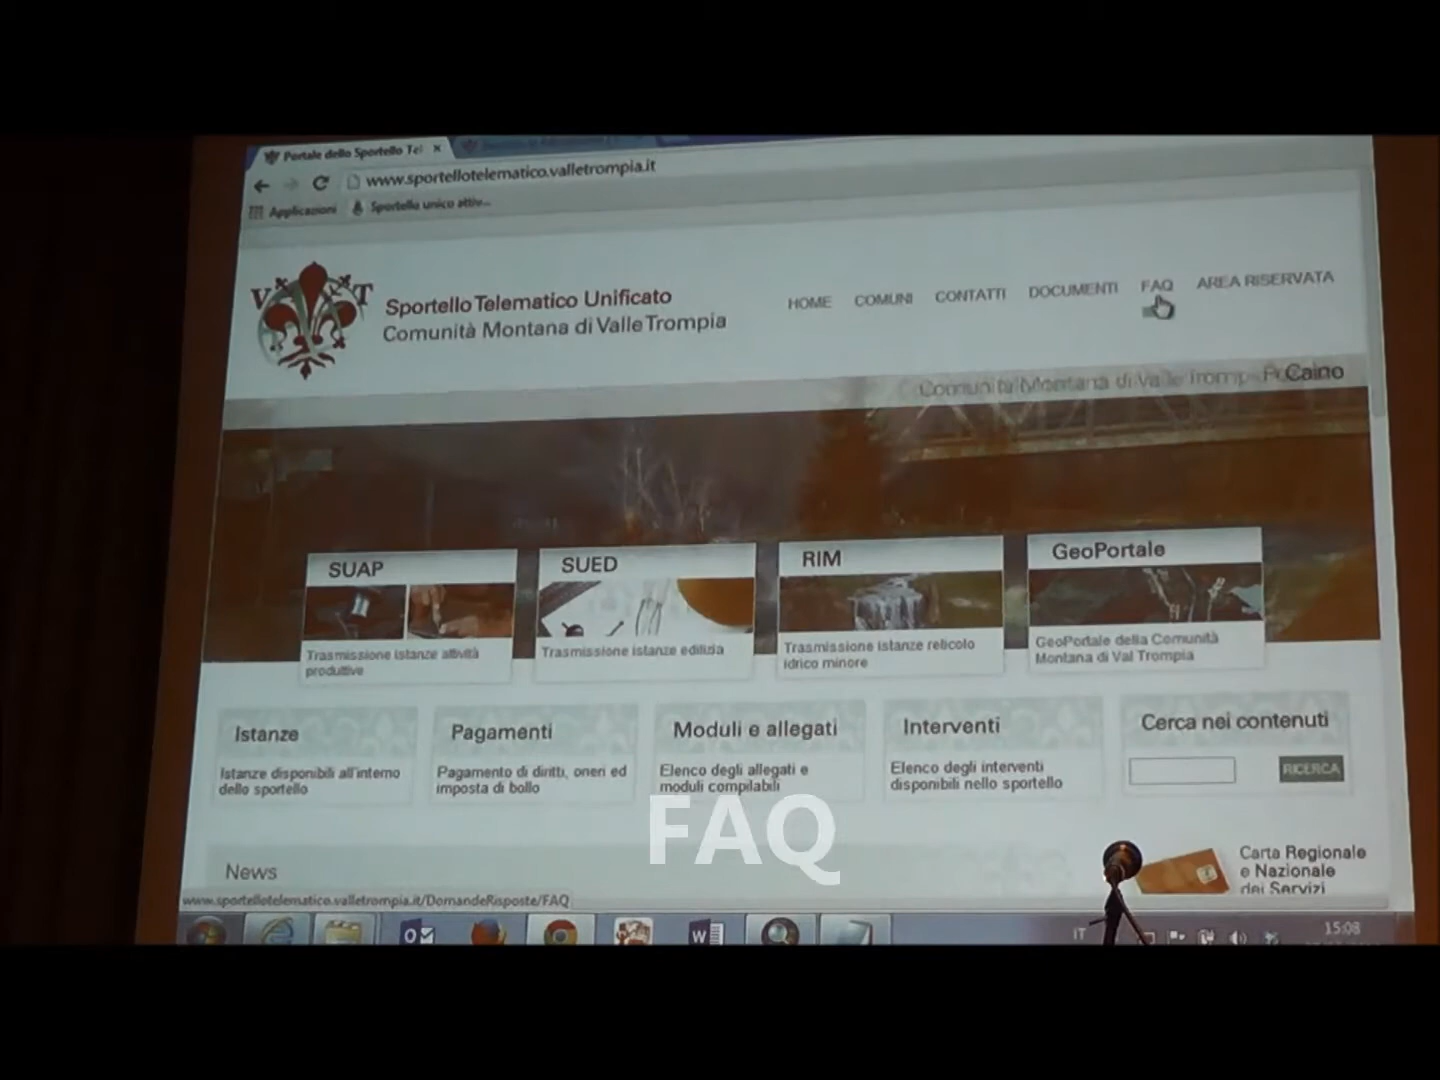 Portale dello Sportello Tel
www.sportellotelematico.valletrompia.it
Applicazioni
Sportello unico attiv...
V T
Sportello Telematico Unificato
Comunità Montana di Valle Trompia
HOME COMUNI CONTATTI DOCUMENTI FAQ AREA RISERVATA
Comunità Montana di Valle Tromp
Caino
SUAP
Trasmissione istanze attività
produttive
SUED
Trasmissione istanze edilizia
RIM
Trasmissione istanze reticolo
idrico minore
GeoPortale
GeoPortale della Comunità
Montana di Val Trompia
Istanze
Istanze disponibili all'interno
dello sportello
Pagamenti
Pagamento di diritti, oneri ed
imposta di bollo
Moduli e allegati
Elenco degli allegati e
moduli compilabili
Interventi
Elenco degli interventi
disponibili nello sportello
Cerca nei contenuti
RICERCA
FAQ
News
Carta Regionale
e Nazionale
dei Servizi
www.sportellotelematico.valletrompia.it/DomandeRisposte/FAQ
IT
15:08